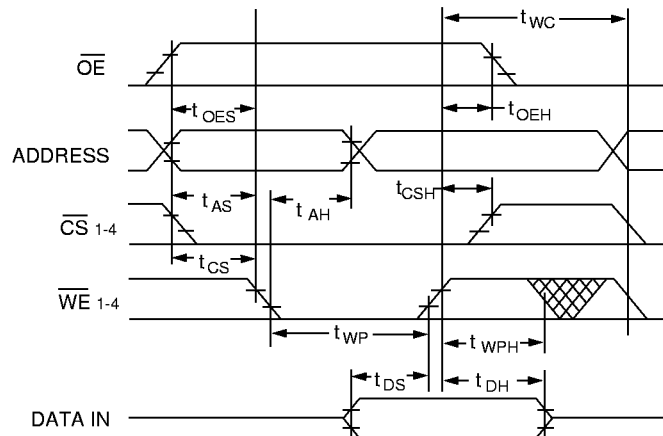 t WC
OE
t OES
t OEH
ADDRESS
t AS
t AH
t CSH
CS 1-4
t CS
WE 1-4
t WP
t WPH
t DS
t DH
DATA IN